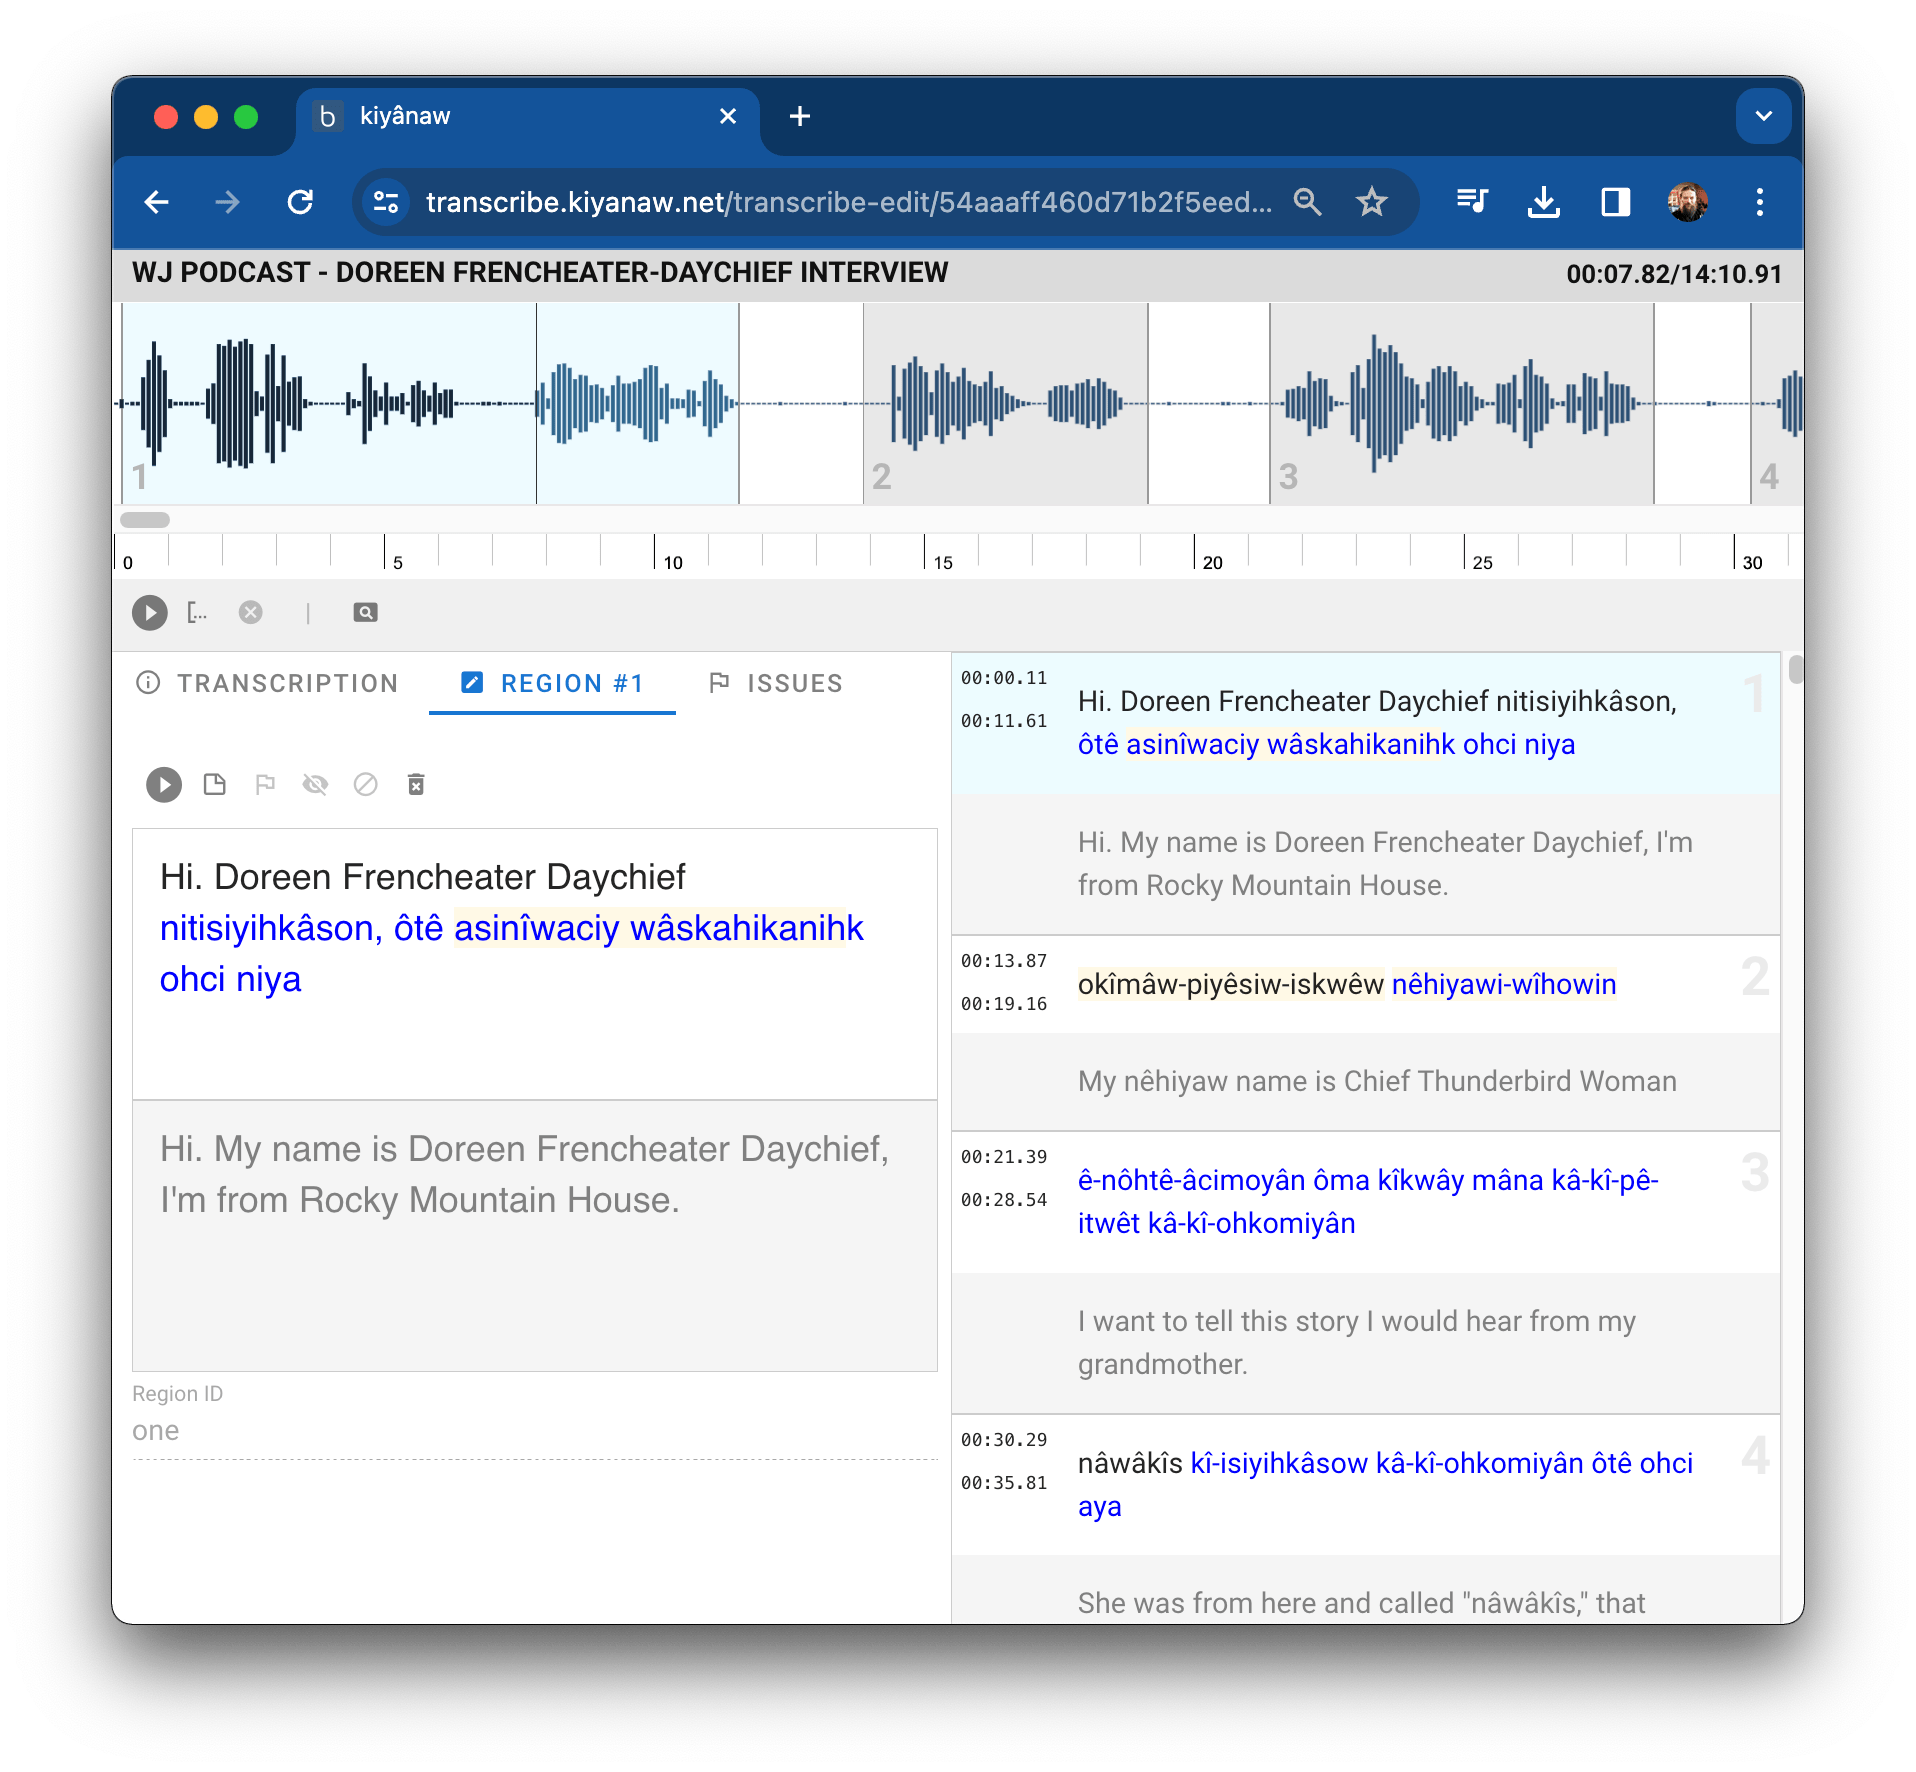 b kiyânaw
transcribe.kiyanaw.net/transcribe-edit/54aaaff460d71b2f5eed...
WJ PODCAST - DOREEN FRENCHEATER-DAYCHIEF INTERVIEW
00:07.82/14:10.91
1 2 3 4
0 5 10 15 20 25 30
[... |
TRANSCRIPTION REGION #1 ISSUES
Hi. Doreen Frencheater Daychief
nitisiyihkâson, ôtê asinîwaciy wâskahikanihk
ohci niya
Hi. My name is Doreen Frencheater Daychief,
I'm from Rocky Mountain House.
Region ID
one
00:00.11
00:11.61
Hi. Doreen Frencheater Daychief nitisiyihkâson,
ôtê asinîwaciy wâskahikanihk ohci niya
1
Hi. My name is Doreen Frencheater Daychief, I'm
from Rocky Mountain House.
00:13.87
00:19.16
okîmâw-piyêsiw-iskwêw nêhiyawi-wîhowin
2
My nêhiyaw name is Chief Thunderbird Woman
00:21.39
00:28.54
ê-nôhtê-âcimoyân ôma kîkwây mâna kâ-kî-pê-
itwêt kâ-kî-ohkomiyân
3
I want to tell this story I would hear from my
grandmother.
00:30.29
00:35.81
nâwâkîs kî-isiyihkâsow kâ-kî-ohkomiyân ôtê ohci
aya
4
She was from here and called "nâwâkîs," that